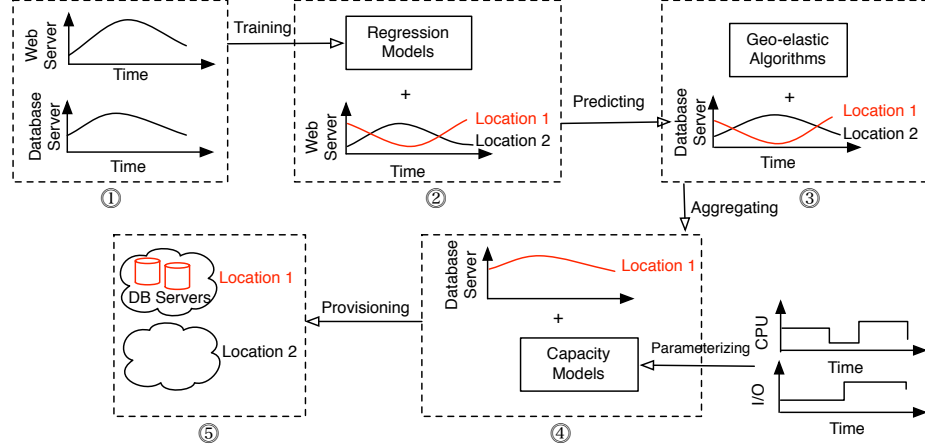 Web
Server
Time
Database
Server
Time
①
Training
Regression
Models
+
Web
Server
Location 1
Location 2
Time
②
Predicting
Geo-elastic
Algorithms
+
Database
Server
Location 1
Location 2
Time
③
Aggregating
Database
Server
Location 1
Time
+
Capacity
Models
④
Parameterizing
CPU
Time
I/O
Time
Provisioning
DB Servers
Location 1
Location 2
⑤